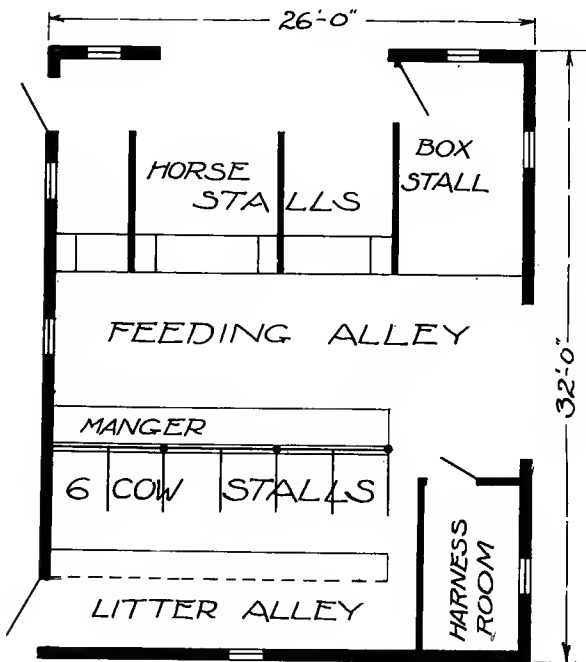 26'-0"
HORSE
STALLS
BOX
STALL
FEEDING ALLEY
32'-0"
MANGER
6 COW STALLS
HARNESS
ROOM
LITTER ALLEY